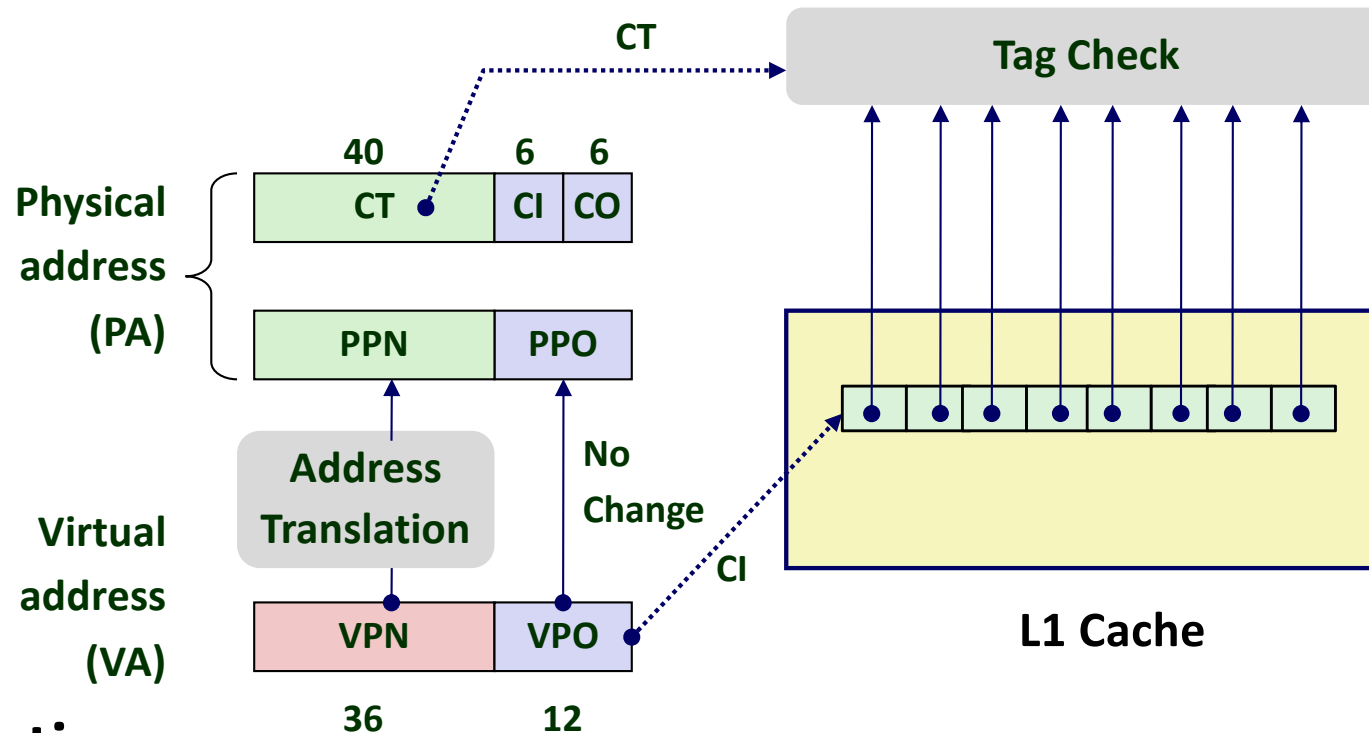 CT
Tag Check
40
6
6
Physical
address
(PA)
CT
CI
CO
PPN
PPO
Address
Translation
No
Change
Virtual
address
(VA)
CI
VPN
VPO
L1 Cache
36
12